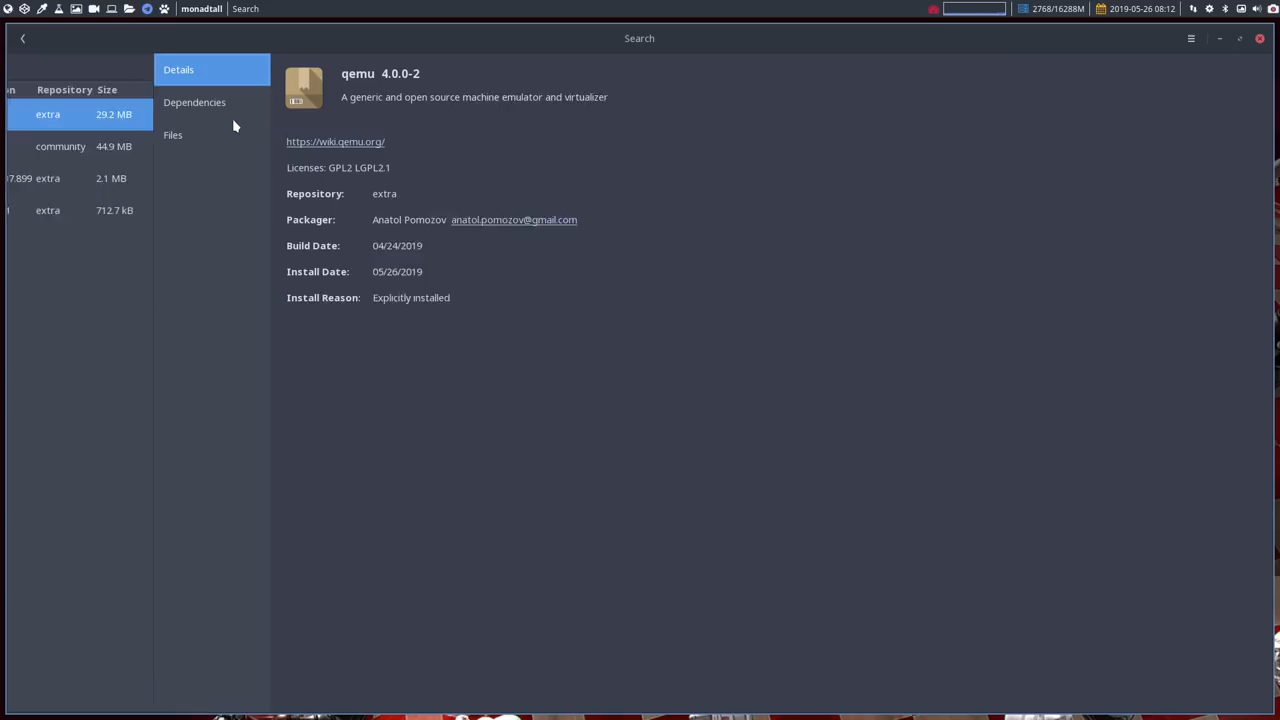 monadtall Search 2768/16288M 2019-05-26 08:12
Search
on Repository Size
extra 29.2 MB
community 44.9 MB
extra 2.1 MB
extra 712.7 kB
Details
Dependencies
Files
qemu 4.0.0-2
A generic and open source machine emulator and virtualizer
https://wiki.qemu.org/
Licenses: GPL2 LGPL2.1
Repository: extra
Packager: Anatol Pomozov anatol.pomozov@gmail.com
Build Date: 04/24/2019
Install Date: 05/26/2019
Install Reason: Explicitly installed